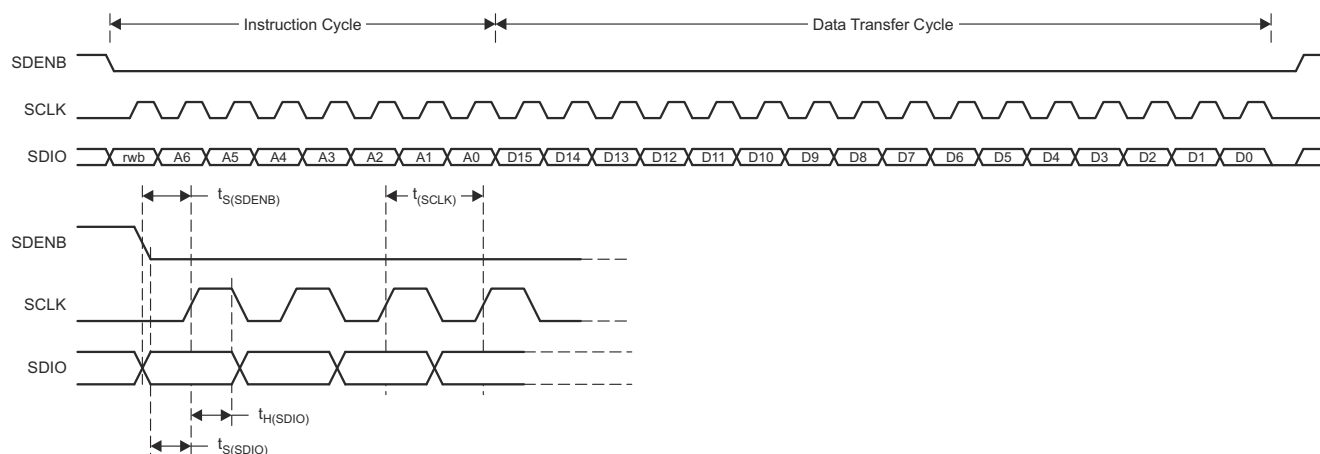 Instruction Cycle Data Transfer Cycle
SDENB
SCLK
SDIO rwb A6 A5 A4 A3 A2 A1 A0 D15 D14 D13 D12 D11 D10 D9 D8 D7 D6 D5 D4 D3 D2 D1 D0
tS(SDENB) t(SCLK)
SDENB
SCLK
SDIO
tH(SDIO)
tS(SDIO)